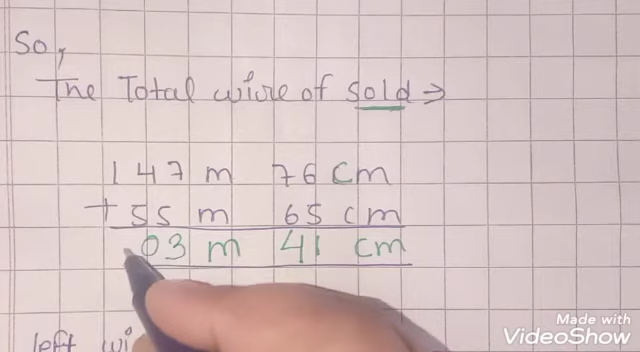 So,
The Total wire of sold ⇒
147 m 76 cm
+ 55 m 65 cm
03 m 41 cm
left wi
Made with
VideoShow